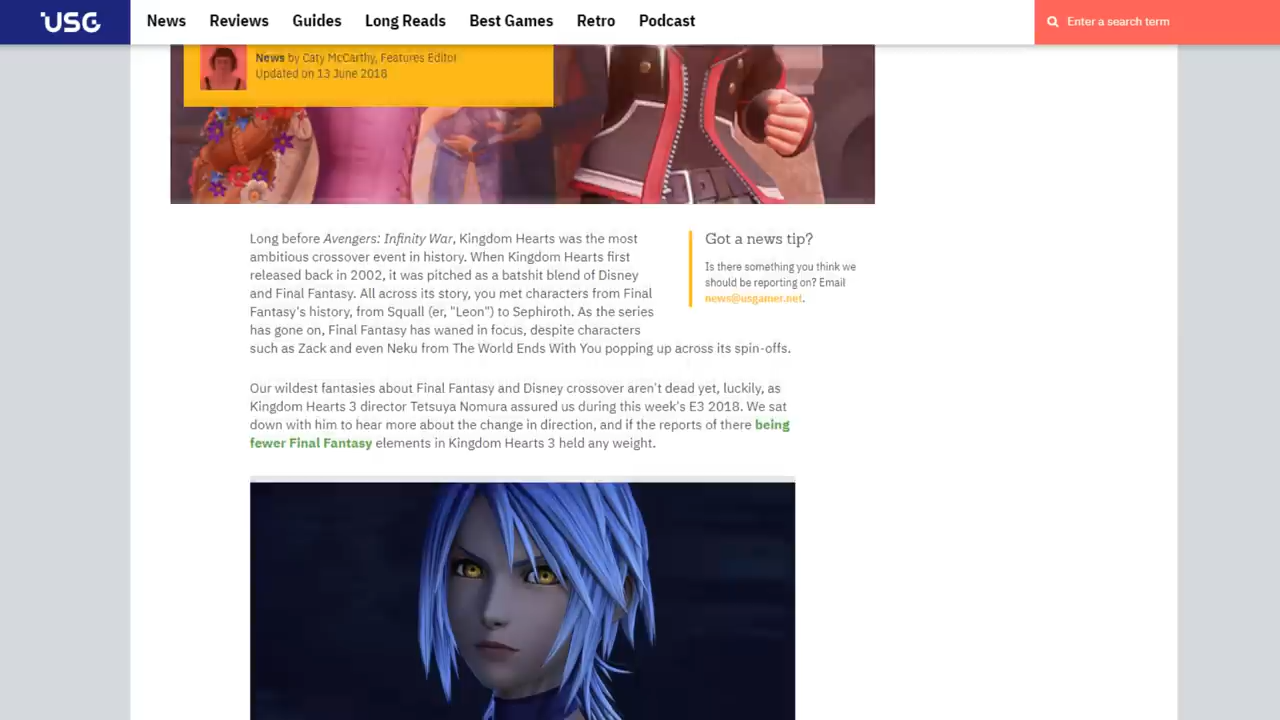 USG
News Reviews Guides Long Reads Best Games Retro Podcast
Enter a search term
News by Caty McCarthy, Features Editor
Updated on 13 June 2018
Long before Avengers: Infinity War, Kingdom Hearts was the most
ambitious crossover event in history. When Kingdom Hearts first
released back in 2002, it was pitched as a batshit blend of Disney
and Final Fantasy. All across its story, you met characters from Final
Fantasy's history, from Squall (er, "Leon") to Sephiroth. As the series
has gone on, Final Fantasy has waned in focus, despite characters
such as Zack and even Neku from The World Ends With You popping up across its spin-offs.
Got a news tip?
Is there something you think we
should be reporting on? Email
news@usgamer.net.
Our wildest fantasies about Final Fantasy and Disney crossover aren't dead yet, luckily, as
Kingdom Hearts 3 director Tetsuya Nomura assured us during this week's E3 2018. We sat
down with him to hear more about the change in direction, and if the reports of there being
fewer Final Fantasy elements in Kingdom Hearts 3 held any weight.